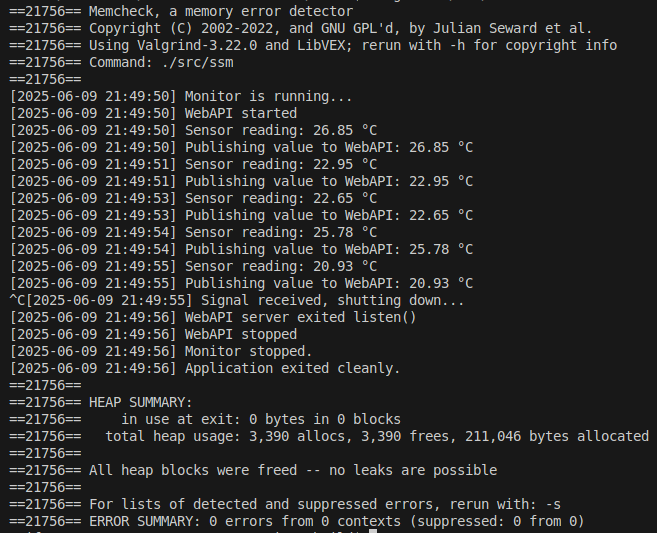 ==21756== Memcheck, a memory error detector
==21756== Copyright (C) 2002-2022, and GNU GPL'd, by Julian Seward et al.
==21756== Using Valgrind-3.22.0 and LibVEX; rerun with -h for copyright info
==21756== Command: ./src/ssm
==21756==
[2025-06-09 21:49:50] Monitor is running...
[2025-06-09 21:49:50] WebAPI started
[2025-06-09 21:49:50] Sensor reading: 26.85 °C
[2025-06-09 21:49:50] Publishing value to WebAPI: 26.85 °C
[2025-06-09 21:49:51] Sensor reading: 22.95 °C
[2025-06-09 21:49:51] Publishing value to WebAPI: 22.95 °C
[2025-06-09 21:49:53] Sensor reading: 22.65 °C
[2025-06-09 21:49:53] Publishing value to WebAPI: 22.65 °C
[2025-06-09 21:49:54] Sensor reading: 25.78 °C
[2025-06-09 21:49:54] Publishing value to WebAPI: 25.78 °C
[2025-06-09 21:49:55] Sensor reading: 20.93 °C
[2025-06-09 21:49:55] Publishing value to WebAPI: 20.93 °C
^C[2025-06-09 21:49:55] Signal received, shutting down...
[2025-06-09 21:49:56] WebAPI server exited listen()
[2025-06-09 21:49:56] WebAPI stopped
[2025-06-09 21:49:56] Monitor stopped.
[2025-06-09 21:49:56] Application exited cleanly.
==21756==
==21756== HEAP SUMMARY:
==21756==     in use at exit: 0 bytes in 0 blocks
==21756==   total heap usage: 3,390 allocs, 3,390 frees, 211,046 bytes allocated
==21756==
==21756== All heap blocks were freed -- no leaks are possible
==21756==
==21756== For lists of detected and suppressed errors, rerun with: -s
==21756== ERROR SUMMARY: 0 errors from 0 contexts (suppressed: 0 from 0)